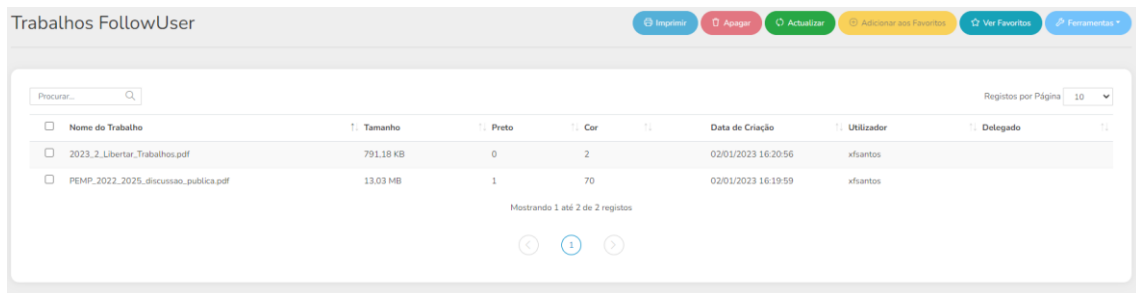 Trabalhos FollowUser
Imprimir Apagar Actualizar Adicionar aos Favoritos Ver Favoritos Ferramentas
Procurar... Registos por Página 10
Nome do Trabalho Tamanho Preto Cor Data de Criação Utilizador Delegado
2023_2_Libertar_Trabalhos.pdf 791,18 KB 0 2 02/01/2023 16:20:56 xfsantos
PEMP_2022_2025_discussao_publica.pdf 13,03 MB 1 70 02/01/2023 16:19:59 xfsantos
Mostrando 1 até 2 de 2 registos
1